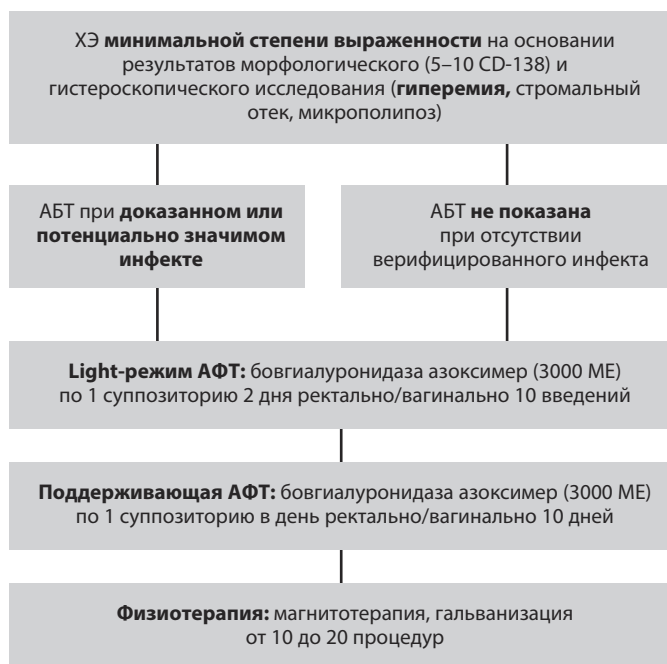 ХЭ минимальной степени выраженности на основании
результатов морфологического (5–10 CD-138) и
гистероскопического исследования (гиперемия, стромальный
отек, микрополипоз)
АБТ при доказанном или
потенциально значимом
инфекте
АБТ не показана
при отсутствии
верифицированного инфекта
Light-режим АФТ: бовгиалуронидаза азоксимер (3000 МЕ)
по 1 суппозиторию 2 дня ректально/вагинально 10 введений
Поддерживающая АФТ: бовгиалуронидаза азоксимер (3000 МЕ)
по 1 суппозиторию в день ректально/вагинально 10 дней
Физиотерапия: магнитотерапия, гальванизация
от 10 до 20 процедур